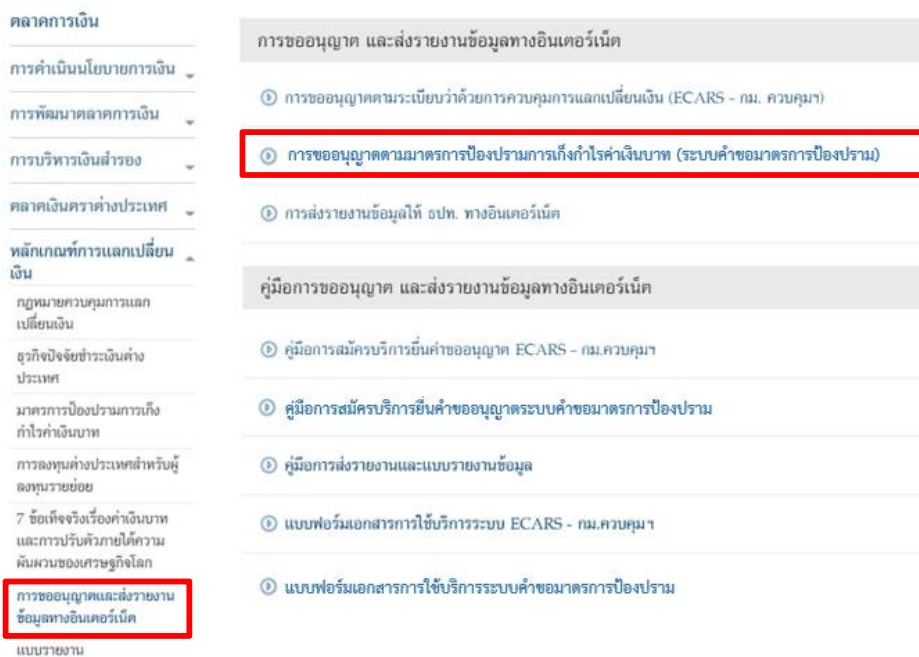 ตลาดการเงิน
การดำเนินนโยบายการเงิน
การพัฒนาตลาดการเงิน
การบริหารเงินสำรอง
ตลาดเงินตราต่างประเทศ
หลักเกณฑ์การแลกเปลี่ยน
เงิน
กฎหมายควบคุมการแลก
เปลี่ยนเงิน
ธุรกิจปัจจัยชำระเงินต่าง
ประเทศ
มาตรการป้องปรามการเก็ง
กำไรค่าเงินบาท
การลงทุนต่างประเทศสำหรับผู้
ลงทุนรายย่อย
7 ข้อเท็จจริงเรื่องค่าเงินบาท
และการปรับตัวภายใต้ความ
ผันผวนของเศรษฐกิจโลก
การขออนุญาตและส่งรายงาน
ข้อมูลทางอินเตอร์เน็ต
แบบรายงาน
การขออนุญาต และส่งรายงานข้อมูลทางอินเตอร์เน็ต
การขออนุญาตตามระเบียบว่าด้วยการควบคุมการแลกเปลี่ยนเงิน (ECARS - กม. ควบคุมฯ)
การขออนุญาตตามมาตรการป้องปรามการเก็งกำไรค่าเงินบาท (ระบบคำขอมาตรการป้องปราม)
การส่งรายงานข้อมูลให้ ธปท. ทางอินเตอร์เน็ต
คู่มือการขออนุญาต และส่งรายงานข้อมูลทางอินเตอร์เน็ต
คู่มือการสมัครบริการยื่นคำขออนุญาต ECARS - กม.ควบคุมฯ
คู่มือการสมัครบริการยื่นคำขออนุญาตระบบคำขอมาตรการป้องปราม
คู่มือการส่งรายงานและแบบรายงานข้อมูล
แบบฟอร์มเอกสารการใช้บริการระบบ ECARS - กม.ควบคุมฯ
แบบฟอร์มเอกสารการใช้บริการระบบคำขอมาตรการป้องปราม